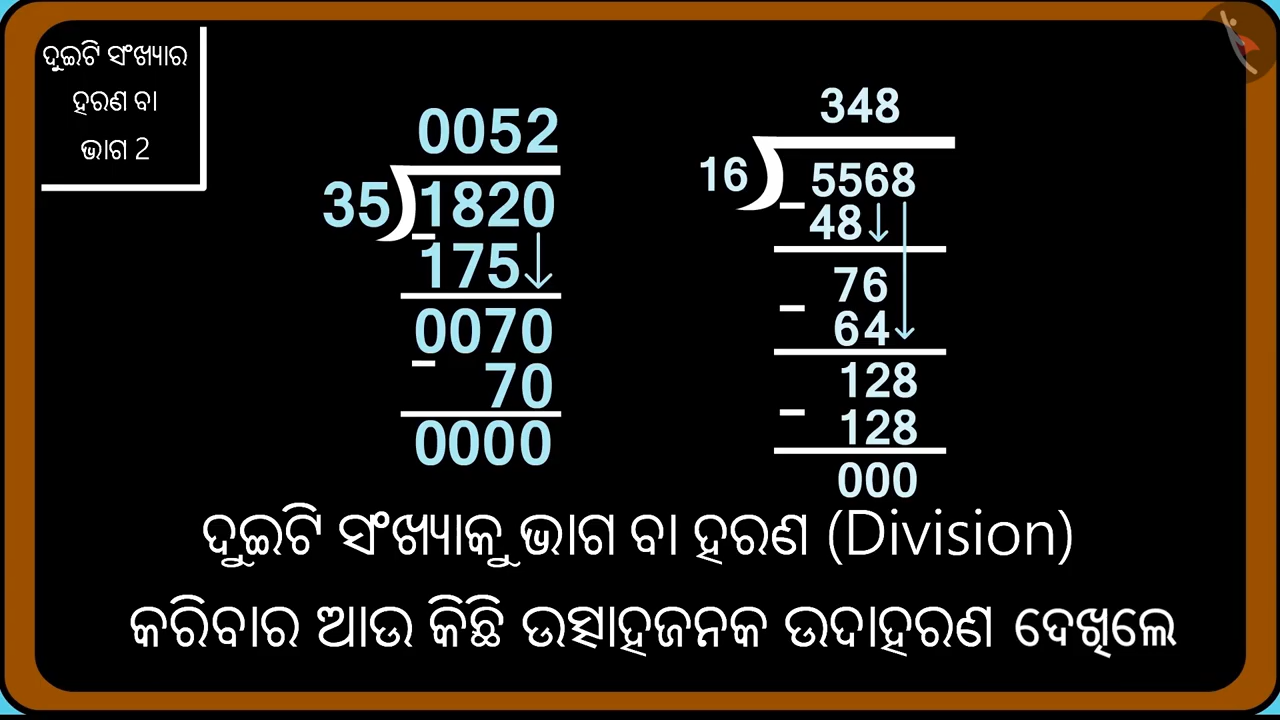 ଦୁଇଟି ସଂଖ୍ୟାର
ହରଣ ବା
ଭାଗ 2
0052
35 1820
- 175↓
0070
- 70
0000
348
16 5568
- 48↓
76
- 64↓
128
- 128
000
ଦୁଇଟି ସଂଖ୍ୟାକୁ ଭାଗ ବା ହରଣ (Division)
କରିବାର ଆଉ କିଛି ଉତ୍ସାହଜନକ ଉଦାହରଣ ଦେଖିଲେ